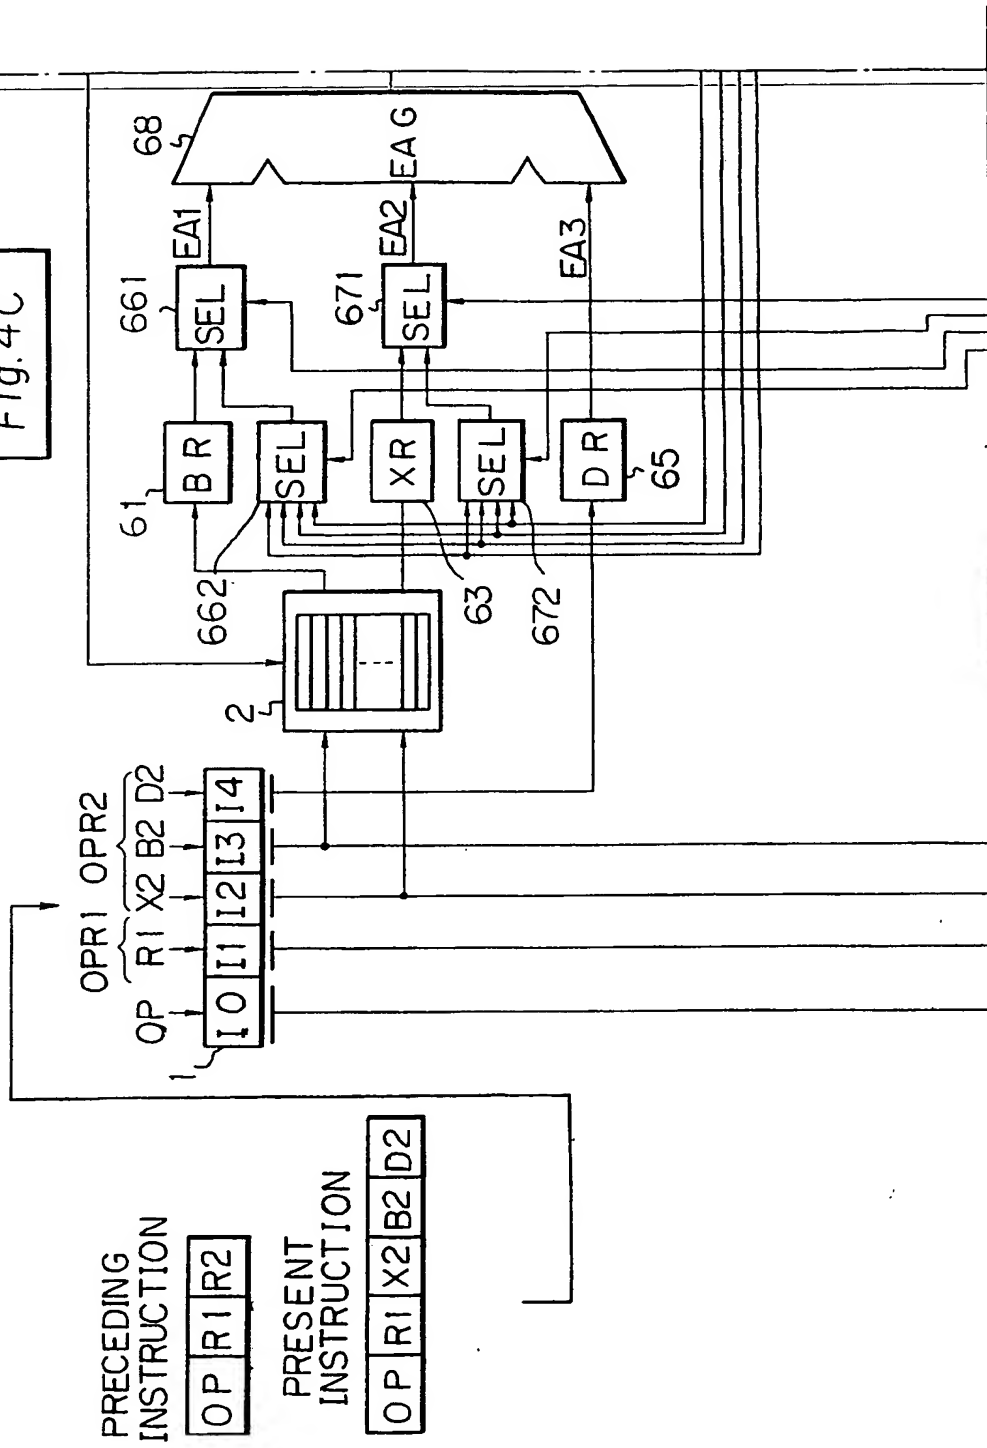 Fig. 4C
PRECEDING
INSTRUCTION
OP R1 R2
PRESENT
INSTRUCTION
OP R1 X2 B2 D2
OPR1 OPR2
OP R1 X2 B2 D2
I0 I1 I2 I3 I4
1
2
61
BR
662
SEL
XR
63
SEL
672
DR
65
661
SEL
671
SEL
EA1
EA2
EA3
68
EAG